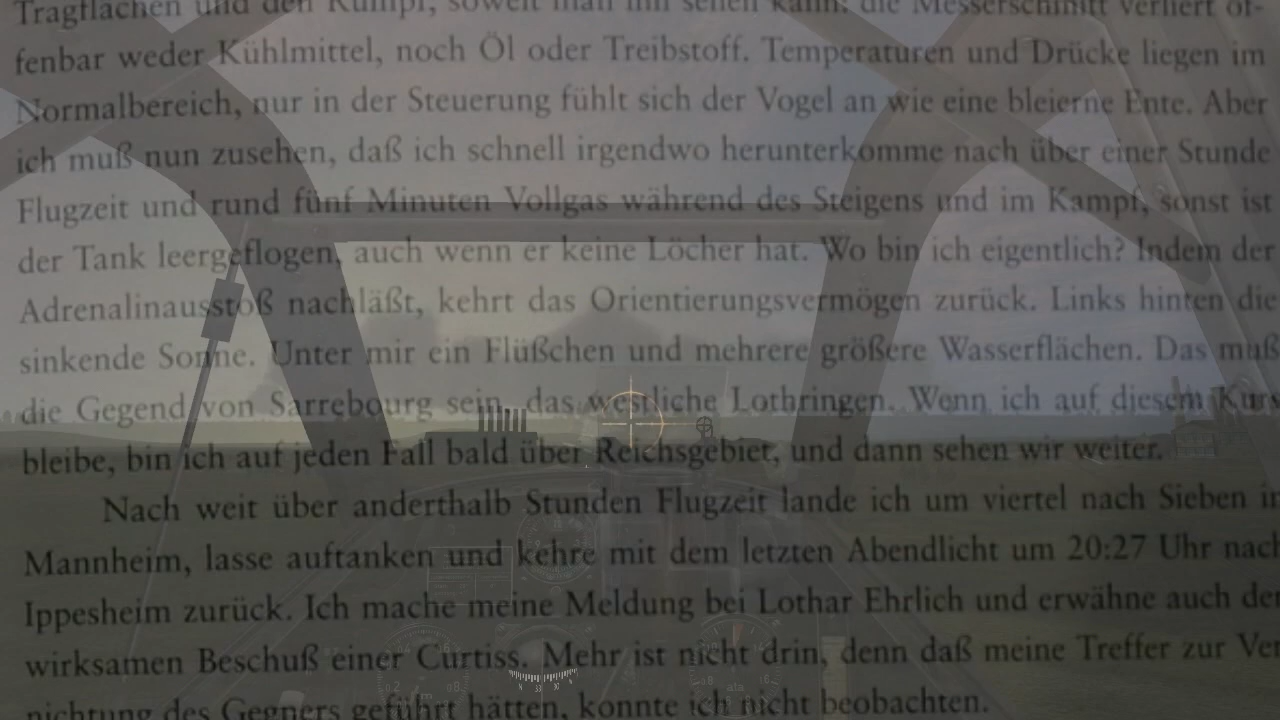 Tragflächen und den Rumpf, soweit man ihn sehen kann: die Messerschmitt verliert of-
fenbar weder Kühlmittel, noch Öl oder Treibstoff. Temperaturen und Drücke liegen im
Normalbereich, nur in der Steuerung fühlt sich der Vogel an wie eine bleierne Ente. Aber
ich muß nun zusehen, daß ich schnell irgendwo herunterkomme nach über einer Stunde
Flugzeit und rund fünf Minuten Vollgas während des Steigens und im Kampf, sonst ist
der Tank leergeflogen, auch wenn er keine Löcher hat. Wo bin ich eigentlich? Indem der
Adrenalinausstoß nachläßt, kehrt das Orientierungsvermögen zurück. Links hinten die
sinkende Sonne. Unter mir ein Flüßchen und mehrere größere Wasserflächen. Das muß
die Gegend von Sarrebourg sein, das westliche Lothringen. Wenn ich auf diesem Kurs
bleibe, bin ich auf jeden Fall bald über Reichsgebiet, und dann sehen wir weiter.
Nach weit über anderthalb Stunden Flugzeit lande ich um viertel nach Sieben in
Mannheim, lasse auftanken und kehre mit dem letzten Abendlicht um 20:27 Uhr nach
Ippesheim zurück. Ich mache meine Meldung bei Lothar Ehrlich und erwähne auch den
wirksamen Beschuß einer Curtiss. Mehr ist nicht drin, denn daß meine Treffer zur Ver
nichtung des Gegners geführt hätten, konnte ich nicht beobachten.